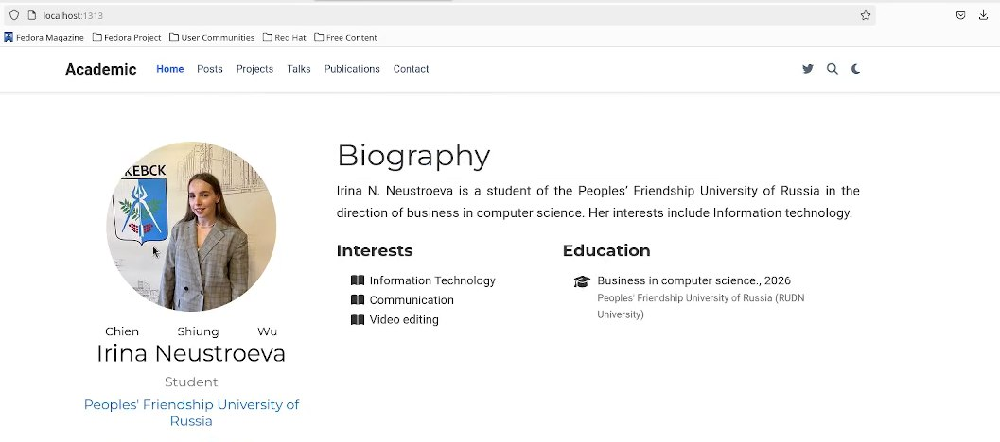 localhost:1313
Fedora Magazine Fedora Project User Communities Red Hat Free Content
Academic Home Posts Projects Talks Publications Contact
ЖЕВСК
Chien Shiung Wu
Irina Neustroeva
Student
Peoples' Friendship University of
Russia
Biography
Irina N. Neustroeva is a student of the Peoples’ Friendship University of Russia in the
direction of business in computer science. Her interests include Information technology.
Interests
Information Technology
Communication
Video editing
Education
Business in computer science., 2026
Peoples' Friendship University of Russia (RUDN
University)